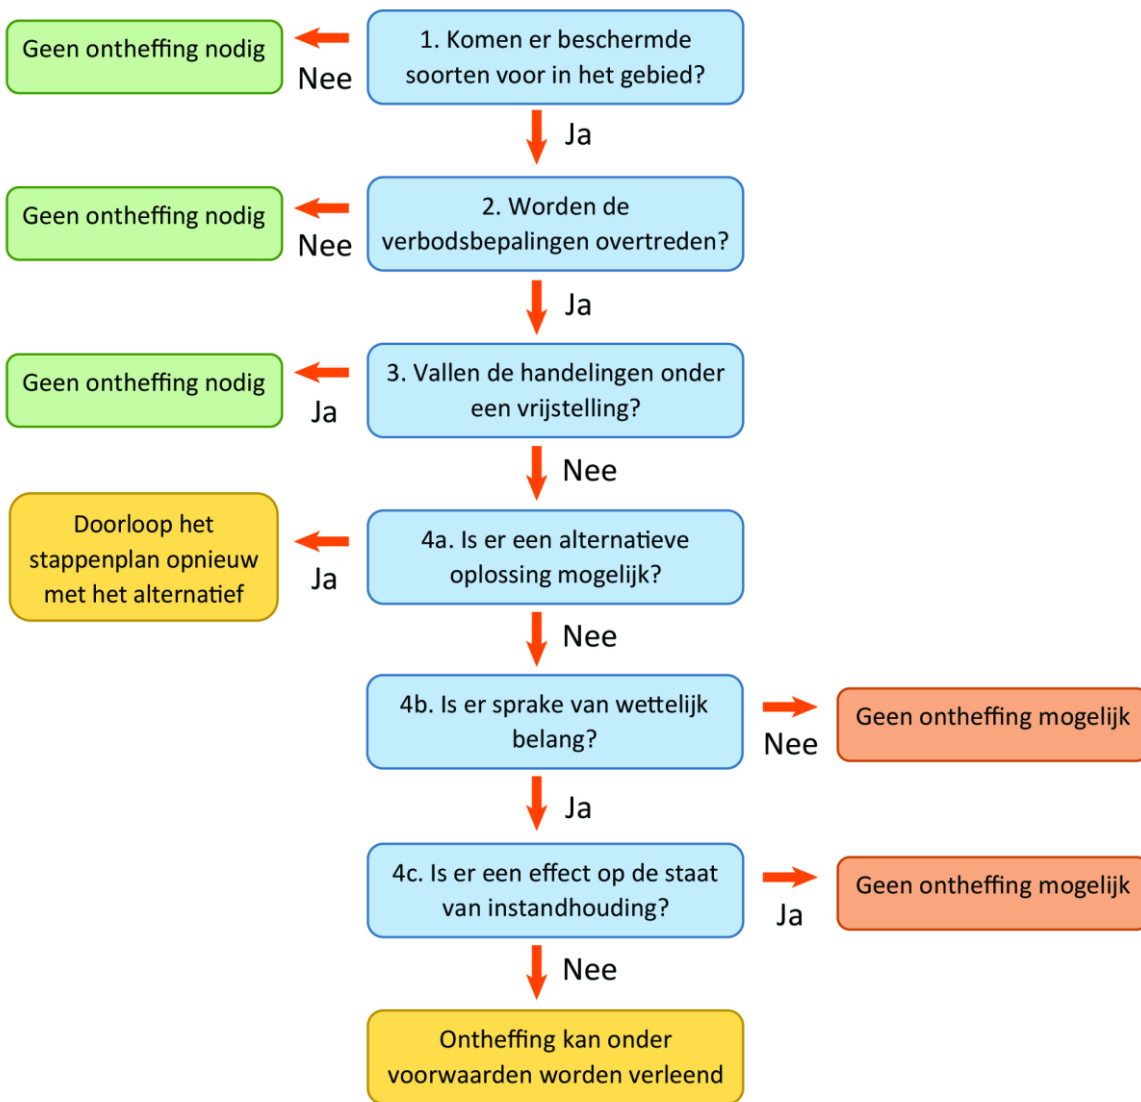 1. Komen er beschermde
soorten voor in het gebied?
Nee
Geen ontheffing nodig
Ja
2. Worden de
verbodsbepalingen overtreden?
Nee
Geen ontheffing nodig
Ja
3. Vallen de handelingen onder
een vrijstelling?
Ja
Geen ontheffing nodig
Nee
4a. Is er een alternatieve
oplossing mogelijk?
Ja
Doorloop het
stappenplan opnieuw
met het alternatief
Nee
4b. Is er sprake van wettelijk
belang?
Nee
Geen ontheffing mogelijk
Ja
4c. Is er een effect op de staat
van instandhouding?
Ja
Geen ontheffing mogelijk
Nee
Ontheffing kan onder
voorwaarden worden verleend